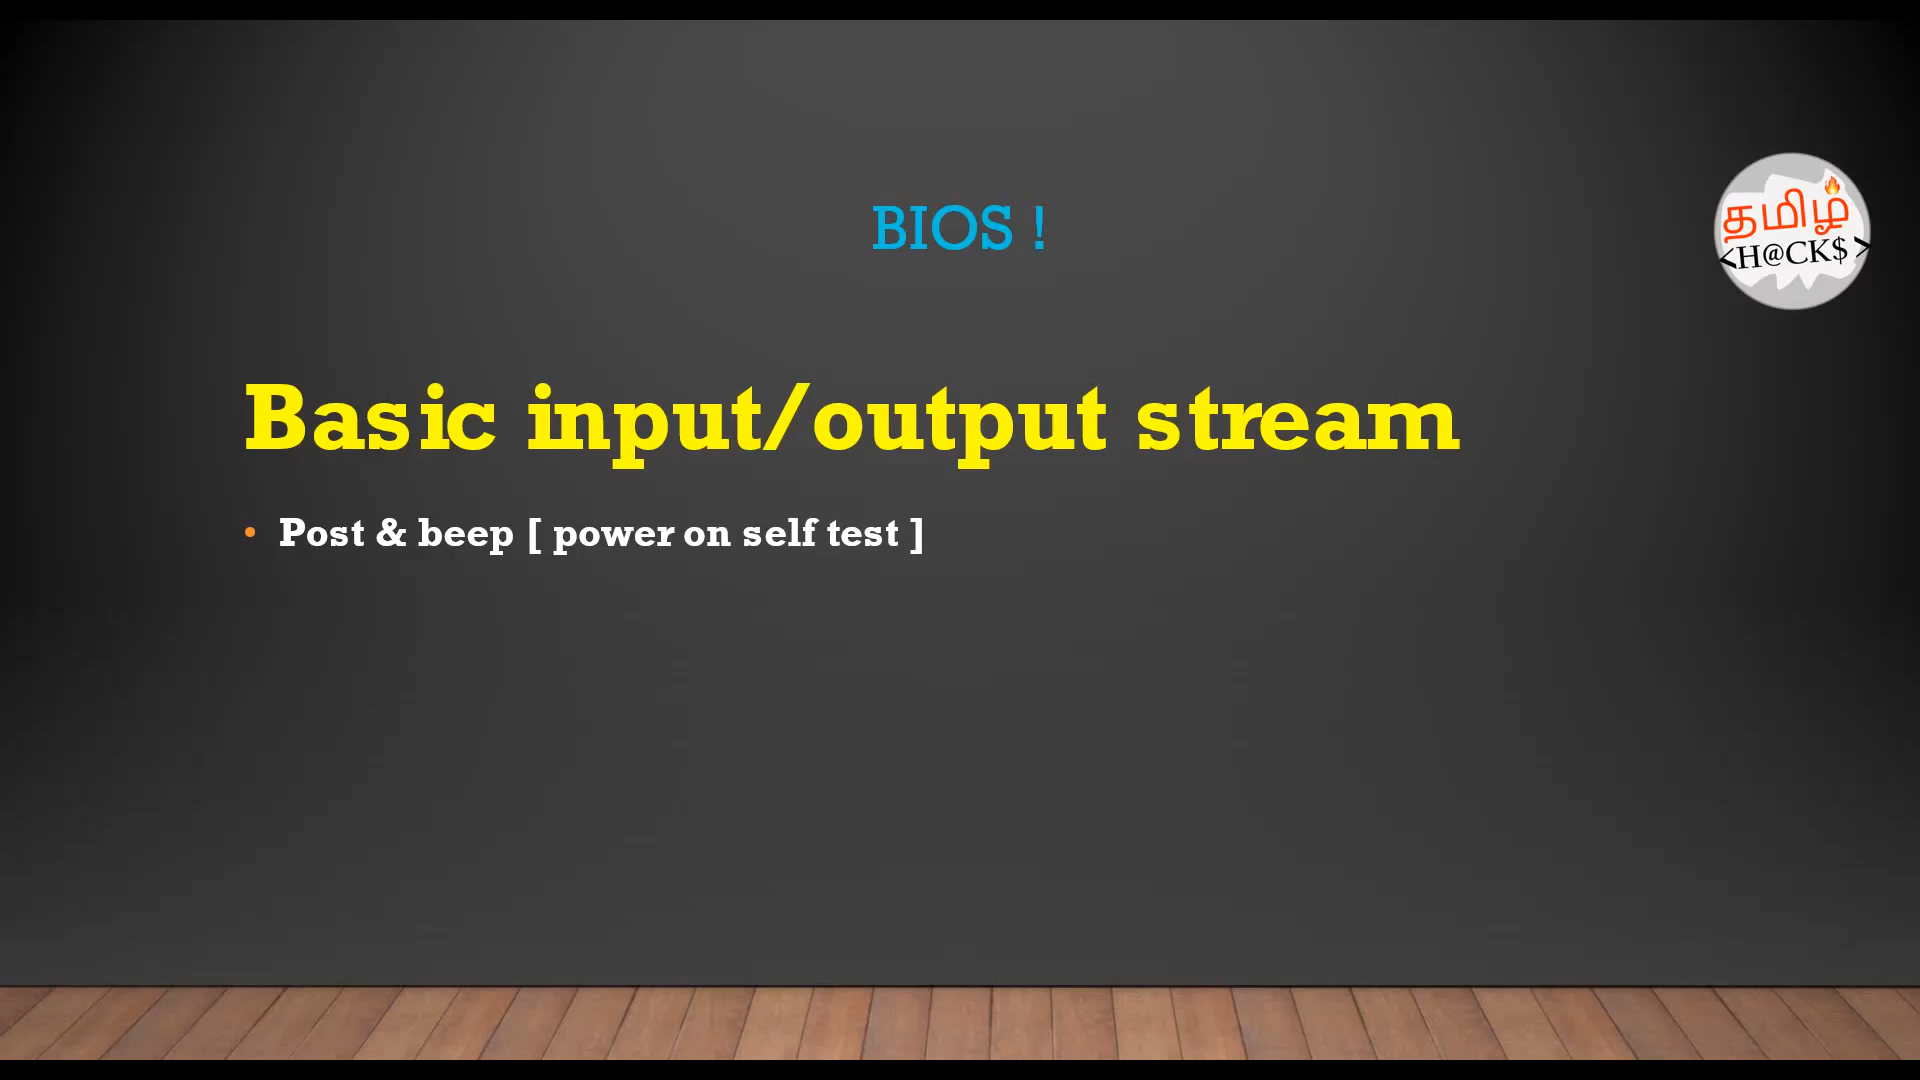 BIOS !
தமிழ்
<H@CK$>
Basic input/output stream
• Post & beep [ power on self test ]